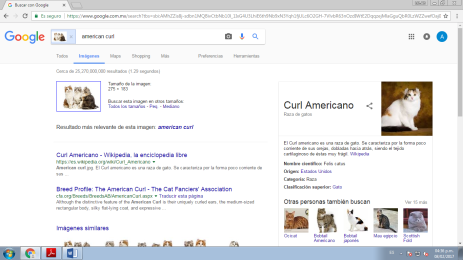 Buscar con Google
Es seguro
https://www.google.com.mx/search?
Google
american curl
Todos Imágenes Maps Shopping Más Preferencias Herramientas
Cerca de 25,270,000,000 resultados (1.25 segundos)
Tamaño de la imagen:
275 × 183
Buscar esta imagen en otros tamaños:
Todos los tamaños - Peq. - Mediano
Resultado más relevante de esta imagen: american curl
Curl Americano - Wikipedia, la enciclopedia libre
https://es.wikipedia.org/wiki/Curl_Americano
American curl.jpg. El Curl americano es una raza de gato. Se caracteriza por la forma poco corriente de
sus
Breed Profile: The American Curl - The Cat Fanciers' Association
cfa.org/Breeds/BreedsAB/AmericanCurl.aspx Traducir esta página
Although the distinctive feature of the American Curl is their uniquely curled ears, the medium sized
rectangular body, silky, flat-lying coat, and expressive ...
Imágenes similares
Curl Americano
Raza de gatos
El Curl americano es una raza de gato. Se caracteriza por la forma poco
corriente de sus orejas, dobladas hacia atrás, siendo el tejido
cartilaginoso de éstas muy frágil. Wikipedia
Nombre científico: Felis catus
Origen: Estados Unidos
Categoría: Raza
Clasificación superior: Gato
Otras personas también buscan
Ver 15 más
Ocicat
Bobtail
Americano
Bobtail
japonés
Mau egipcio
Scottish
Fold
ES